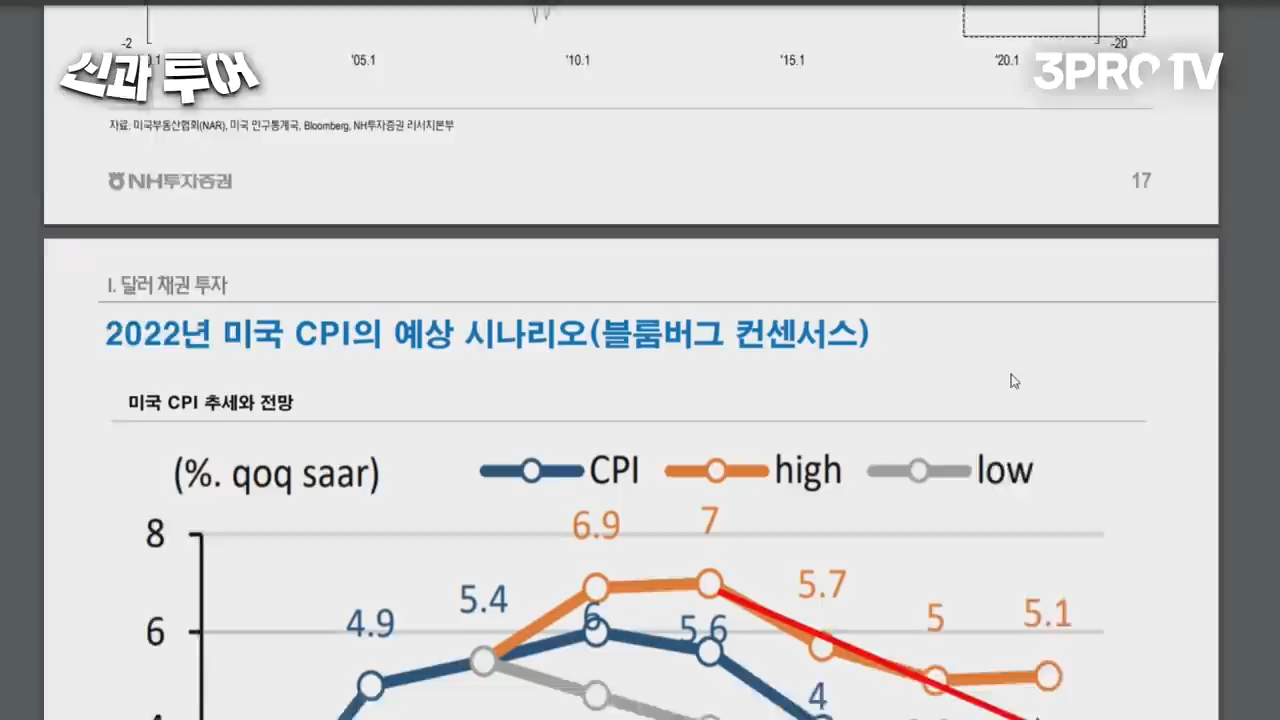 -2
-20
0.1
'05.1
'10.1
'15.1
'20.1
신과 투어
3PROTV
자료: 미국부동산협회(NAR), 미국 인구통계국, Bloomberg, NH투자증권 리서치본부
NH투자증권
17
I. 달러 채권 투자
2022년 미국 CPI의 예상 시나리오(블룸버그 컨센서스)
미국 CPI 추세와 전망
(%. qoq saar)
CPI
high
low
8
6.9
7
5.7
5
5.1
4.9
5.4
6
6
5.6
4